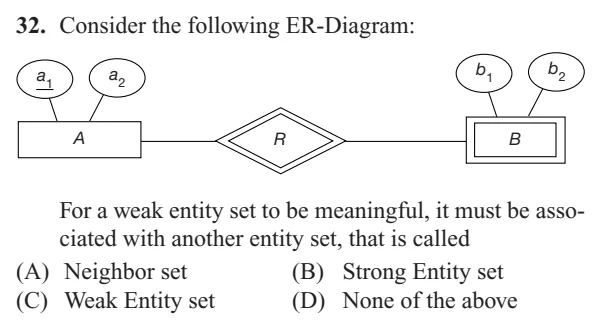 32. Consider the following ER-Diagram:
a1 a2 b1 b2
A R B
For a weak entity set to be meaningful, it must be asso-
ciated with another entity set, that is called
(A) Neighbor set (B) Strong Entity set
(C) Weak Entity set (D) None of the above